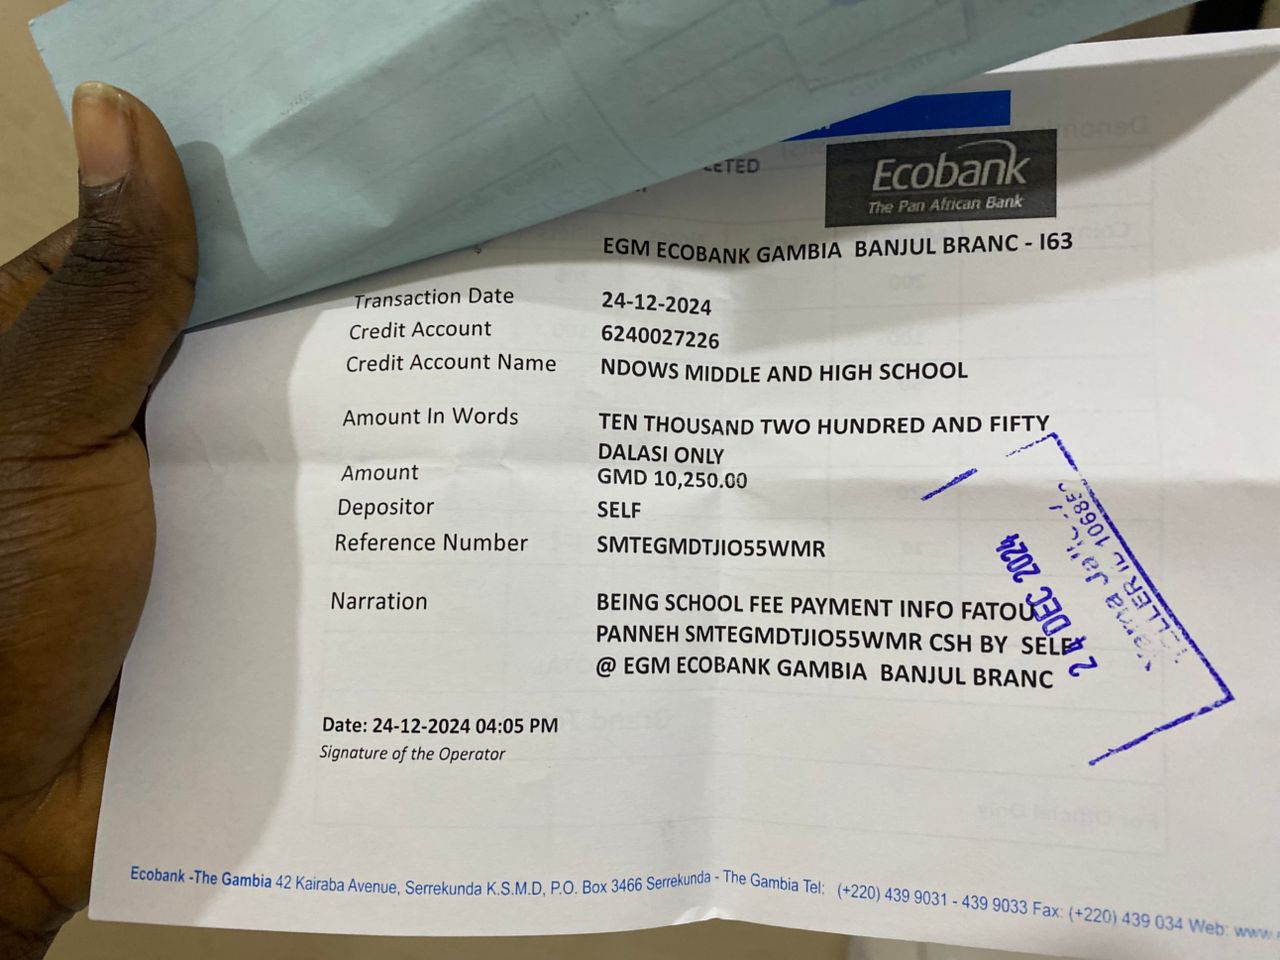 Ecobank
The Pan African Bank
EGM ECOBANK GAMBIA BANJUL BRANC - I63
Transaction Date 24-12-2024
Credit Account 6240027226
Credit Account Name NDOWS MIDDLE AND HIGH SCHOOL
Amount In Words TEN THOUSAND TWO HUNDRED AND FIFTY
DALASI ONLY
Amount GMD 10,250.00
Depositor SELF
Reference Number SMTEGMDTJIO55WMR
Narration BEING SCHOOL FEE PAYMENT INFO FATOU
PANNEH SMTEGMDTJIO55WMR CSH BY SELF
@ EGM ECOBANK GAMBIA BANJUL BRANC
24 DEC 2024
TELLER ID
Date: 24-12-2024 04:05 PM
Signature of the Operator
Ecobank -The Gambia 42 Kairaba Avenue, Serrekunda K.S.M.D, P.O. Box 3466 Serrekunda - The Gambia Tel: (+220) 439 9031 - 439 9033 Fax: (+220) 439 034 Web: www.